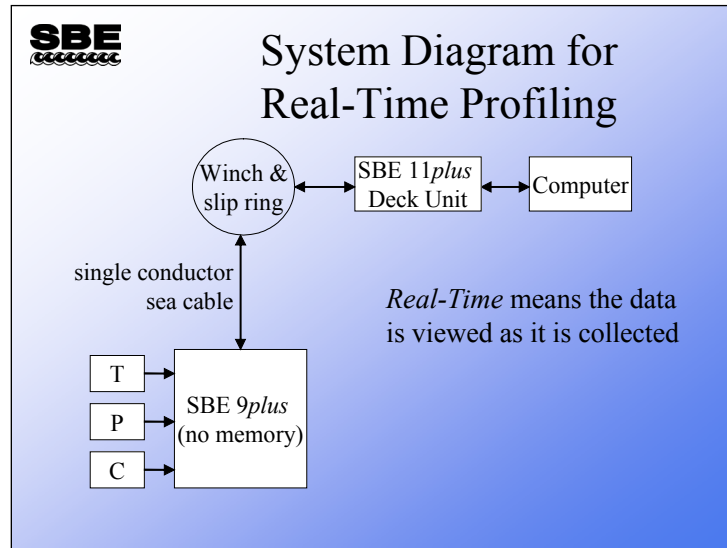 SBE
System Diagram for
Real-Time Profiling
Winch &
slip ring
SBE 11plus
Deck Unit
Computer
single conductor
sea cable
Real-Time means the data
is viewed as it is collected
T
P
C
SBE 9plus
(no memory)